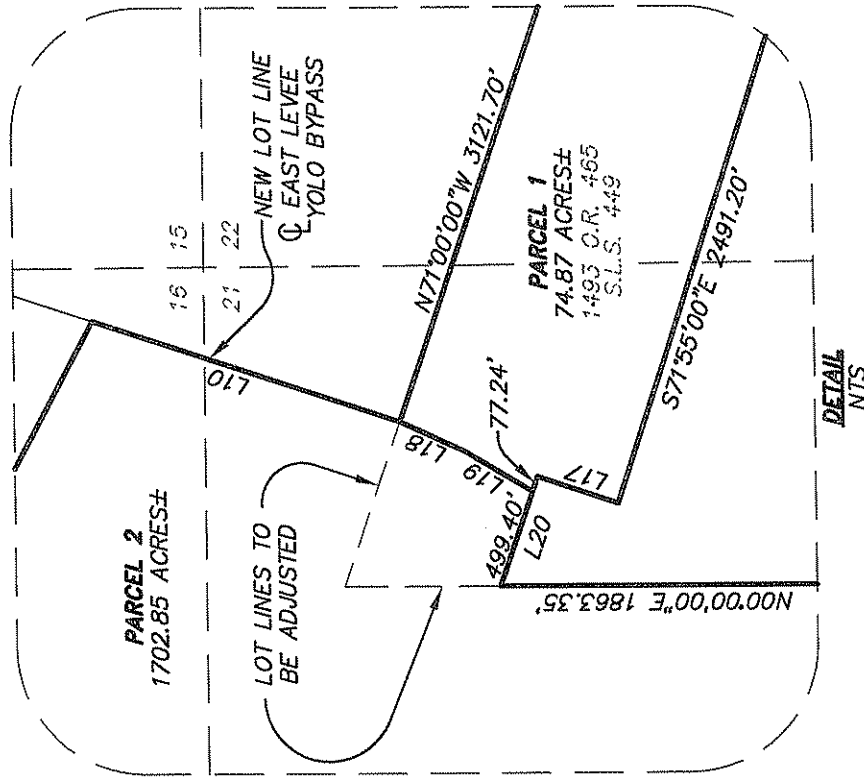 PARCEL 2
1702.85 ACRES±
LOT LINES TO
BE ADJUSTED
16 15
21 22
L10
NEW LOT LINE
℄ EAST LEVEE
YOLO BYPASS
N71°00'00"W 3121.70'
L18
L19
77.24'
499.40'
L20
L17
PARCEL 1
74.87 ACRES±
1493 O.R. 465
S.L.S. 449
S71°55'00"E 2491.20'
N00°00'00"E 1863.35'
DETAIL
NTS